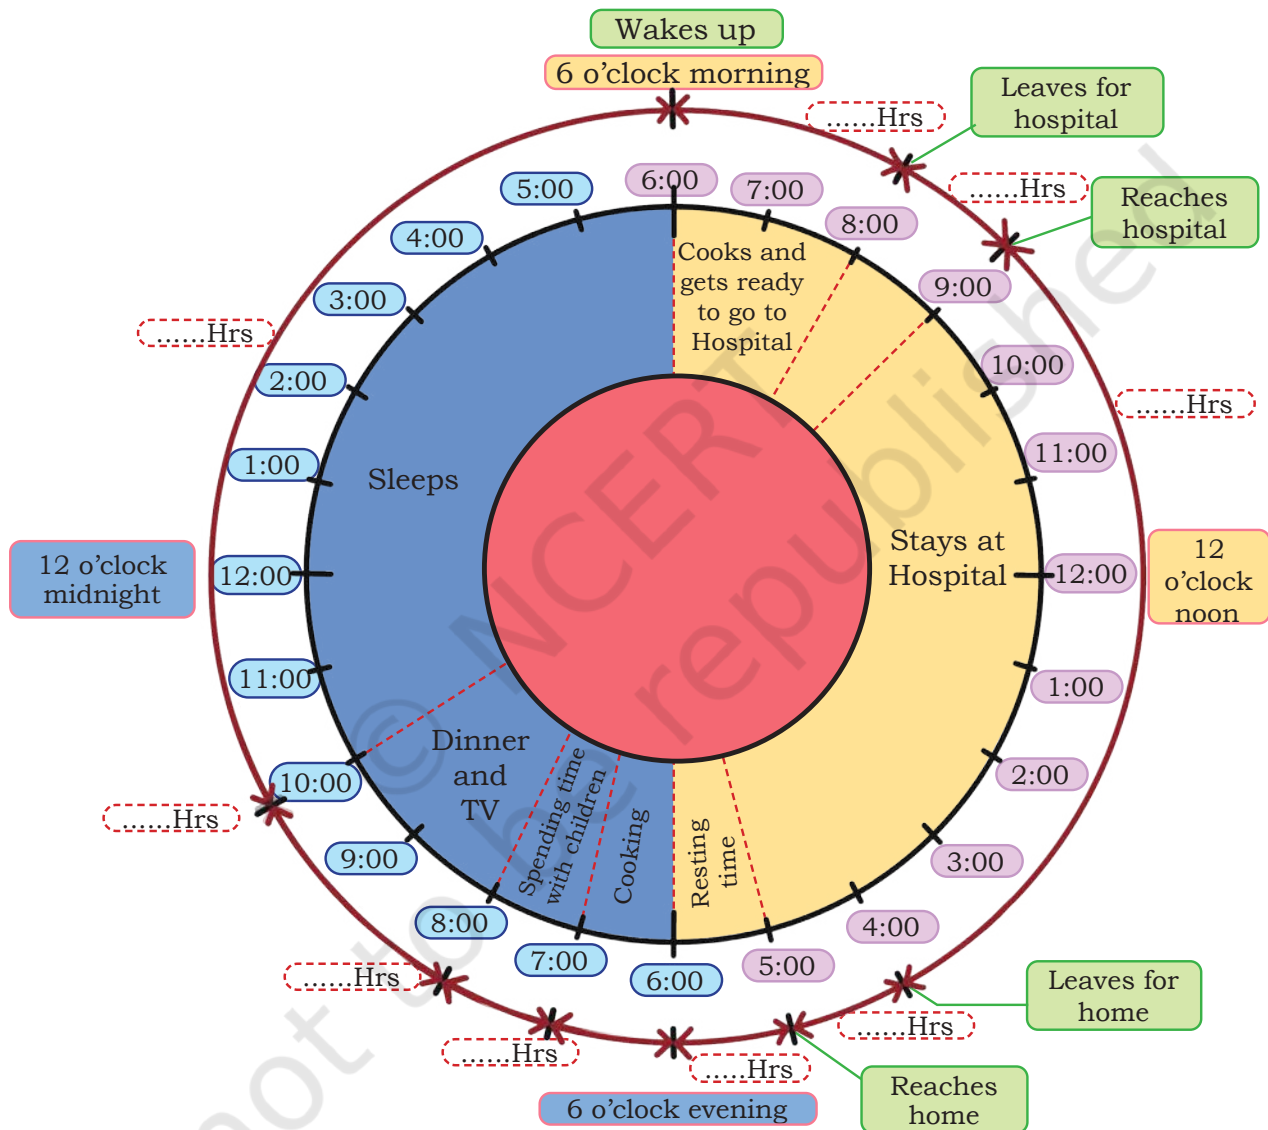 Wakes up
6 o'clock morning
......Hrs
Leaves for
hospital
......Hrs
Reaches
hospital
5:00
6:00
7:00
4:00
8:00
Cooks and
gets ready
to go to
Hospital
3:00
9:00
......Hrs
2:00
10:00
......Hrs
1:00
11:00
Sleeps
12 o'clock
midnight
12:00
Stays at
Hospital
12:00
12
o'clock
noon
11:00
1:00
Dinner
and
TV
10:00
2:00
......Hrs
Spending time
with children
Cooking
Resting
time
9:00
3:00
8:00
4:00
7:00
6:00
5:00
......Hrs
Leaves for
home
......Hrs
......Hrs
.....Hrs
Reaches
home
6 o'clock evening
© NCERT
not to be republished